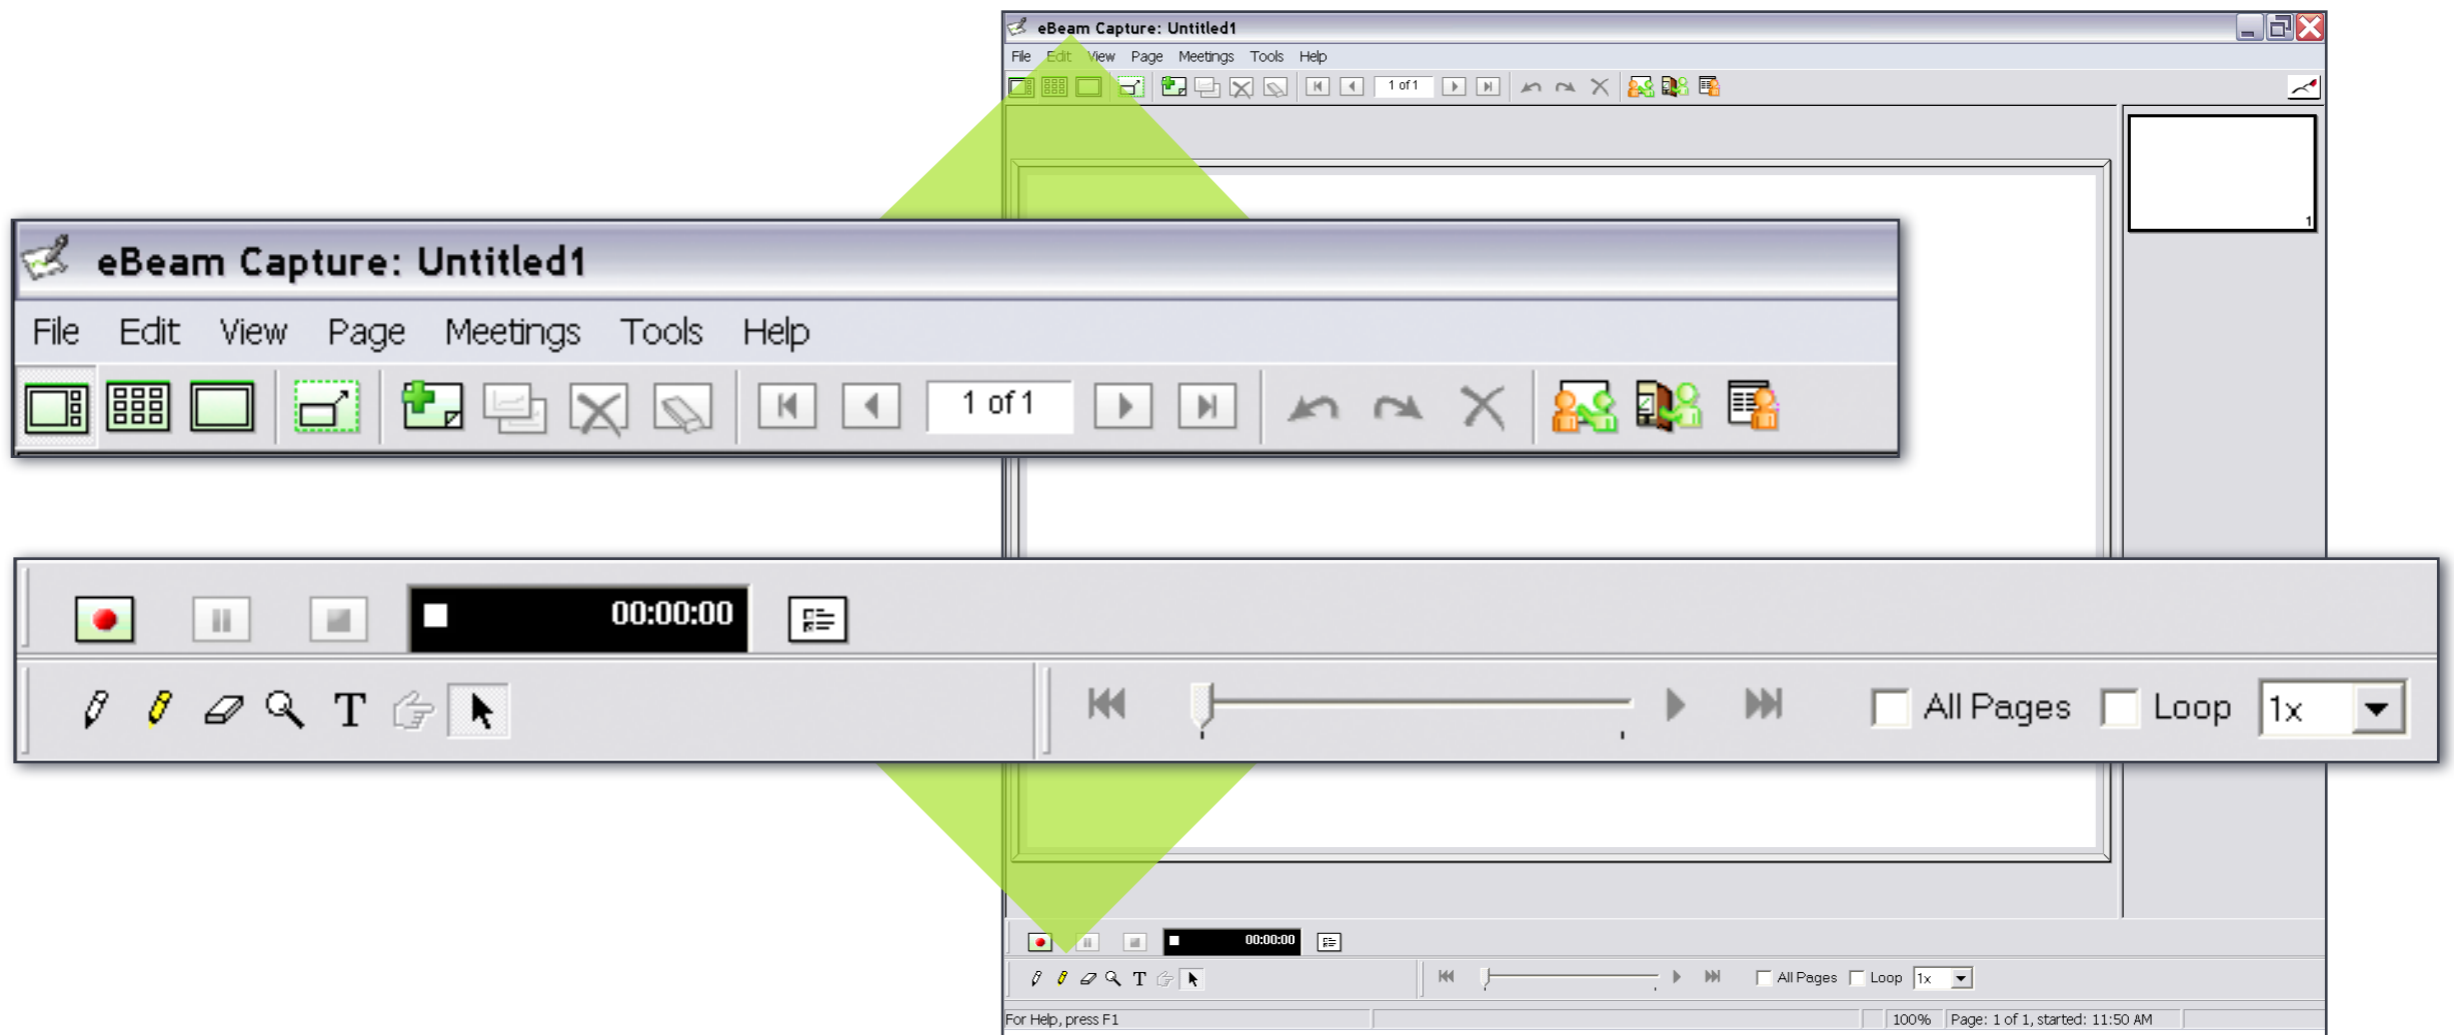 eBeam Capture: Untitled1
File Edit View Page Meetings Tools Help
1 of 1
1
eBeam Capture: Untitled1
File Edit View Page Meetings Tools Help
1 of 1
00:00:00
T All Pages Loop 1x
00:00:00
T All Pages Loop 1x
For Help, press F1 100% Page: 1 of 1, started: 11:50 AM